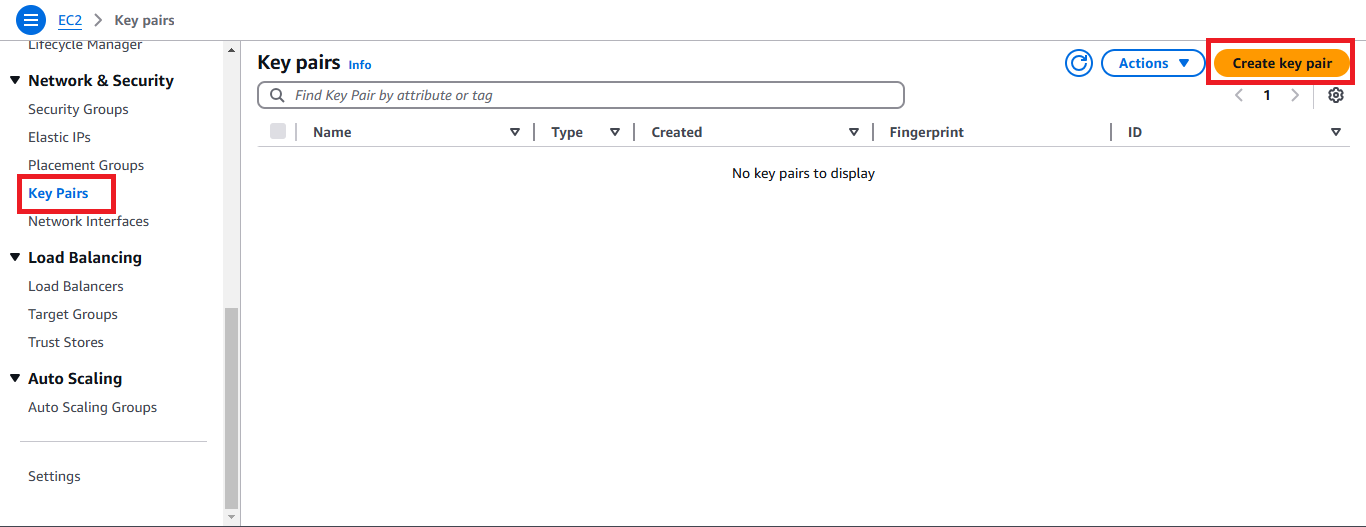 EC2 > Key pairs
Lifecycle Manager
Network & Security
Security Groups
Elastic IPs
Placement Groups
Key Pairs
Network Interfaces
Load Balancing
Load Balancers
Target Groups
Trust Stores
Auto Scaling
Auto Scaling Groups
Settings
Key pairs Info
Actions Create key pair
Find Key Pair by attribute or tag
1
Name Type Created Fingerprint ID
No key pairs to display